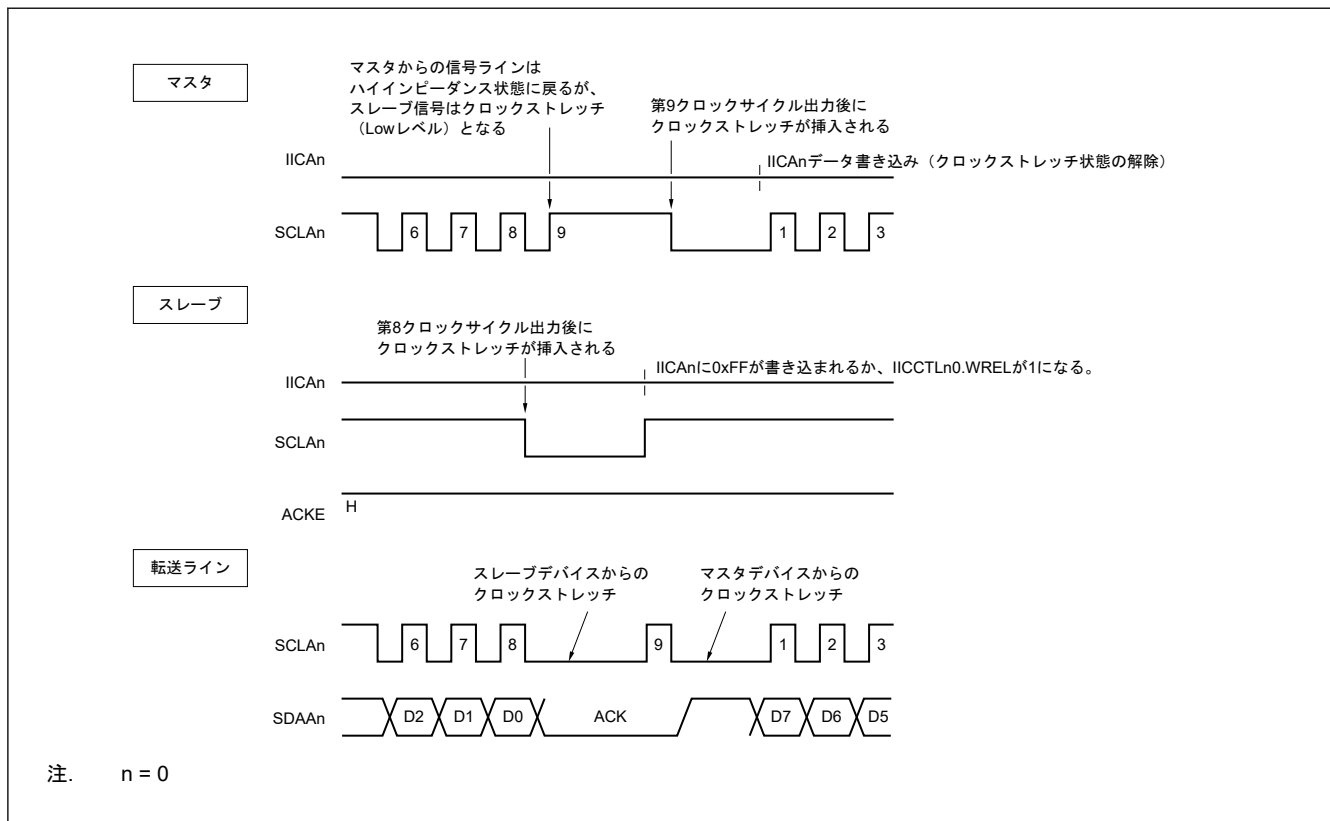 マスタ
マスタからの信号ラインは
ハイインピーダンス状態に戻るが、
スレーブ信号はクロックストレッチ
（Lowレベル）となる
第9クロックサイクル出力後に
クロックストレッチが挿入される
IICAn
IICAnデータ書き込み（クロックストレッチ状態の解除）
SCLAn
6
7
8
9
1
2
3
スレーブ
第8クロックサイクル出力後に
クロックストレッチが挿入される
IICAnに0xFFが書き込まれるか、IICCTLn0.WRELが1になる。
IICAn
SCLAn
H
ACKE
転送ライン
スレーブデバイスからの
クロックストレッチ
マスタデバイスからの
クロックストレッチ
SCLAn
6
7
8
9
1
2
3
SDAAn
D2
D1
D0
ACK
D7
D6
D5
注. n = 0